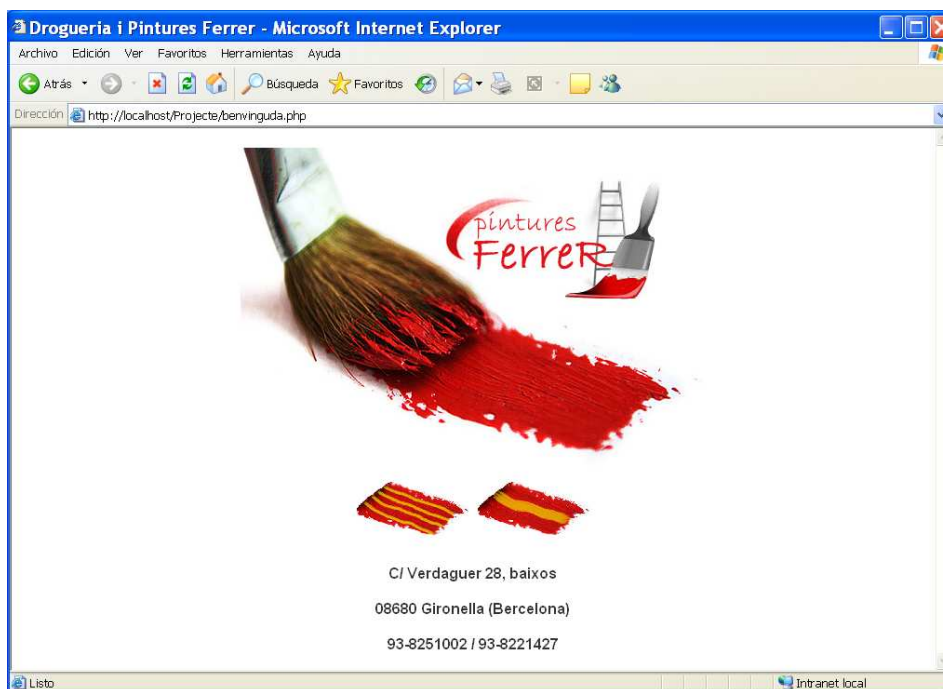 Drogueria i Pintures Ferrer - Microsoft Internet Explorer
Archivo Edición Ver Favoritos Herramientas Ayuda
Atrás Búsqueda Favoritos
Dirección http://localhost/Projecte/benvinguda.php
pintures
FerreR
C/ Verdaguer 28, baixos
08680 Gironella (Bercelona)
93-8251002 / 93-8221427
Listo Intranet local